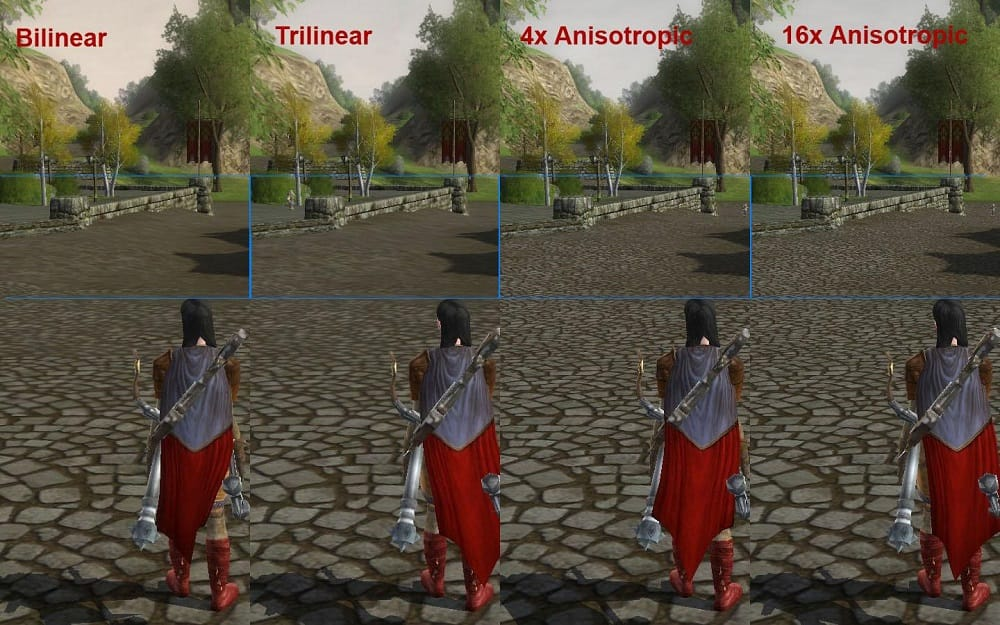 Bilinear
Trilinear
4x Anisotropic
16x Anisotropic